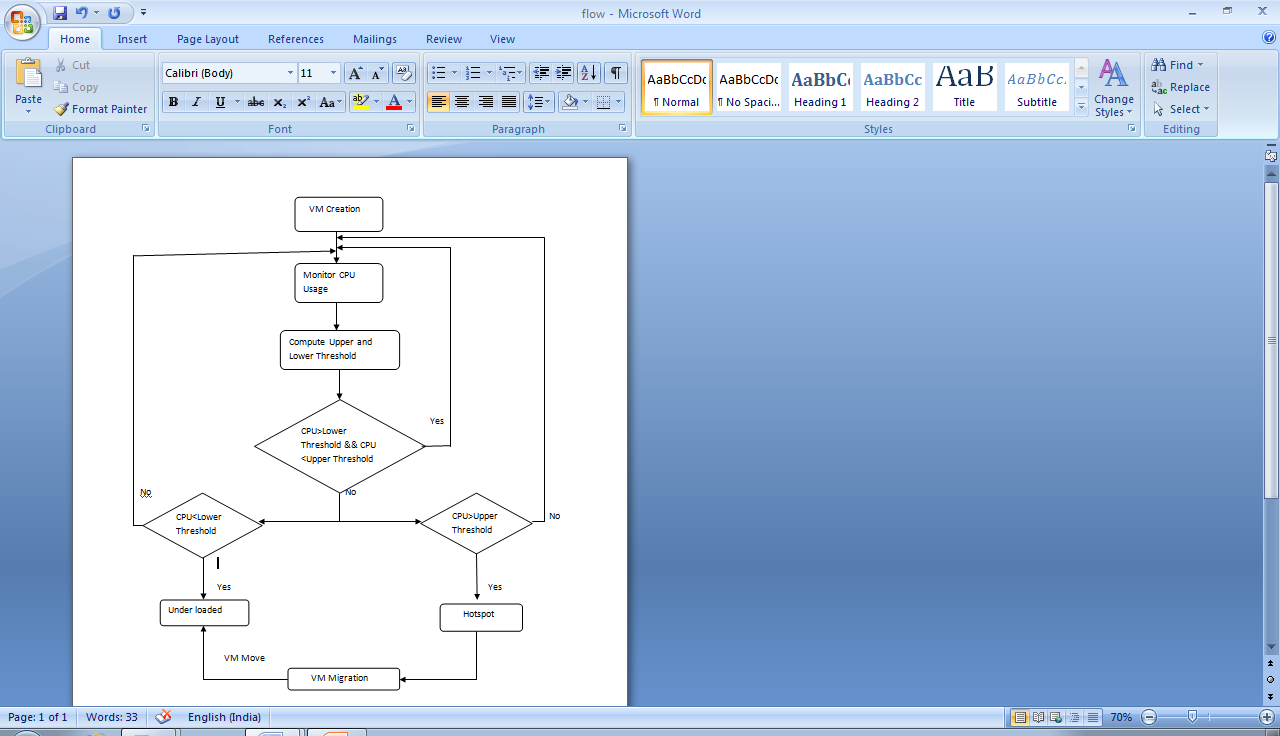 flow - Microsoft Word
Home Insert Page Layout References Mailings Review View
Paste
Cut
Copy
Format Painter
Clipboard
Calibri (Body) 11
Font
Paragraph
AaBbCcDc AaBbCcDc AaBbC AaBbCc AaB AaBbCc.
¶ Normal ¶ No Spaci... Heading 1 Heading 2 Title Subtitle
Change
Styles
Styles
Find
Replace
Select
Editing
VM Creation
Monitor CPU
Usage
Compute Upper and
Lower Threshold
CPU>Lower
Threshold && CPU
<Upper Threshold
Yes
No
No
CPU<Lower
Threshold
CPU>Upper
Threshold
No
Yes
Yes
Under loaded
Hotspot
VM Move
VM Migration
Page: 1 of 1 Words: 33 English (India) 70%